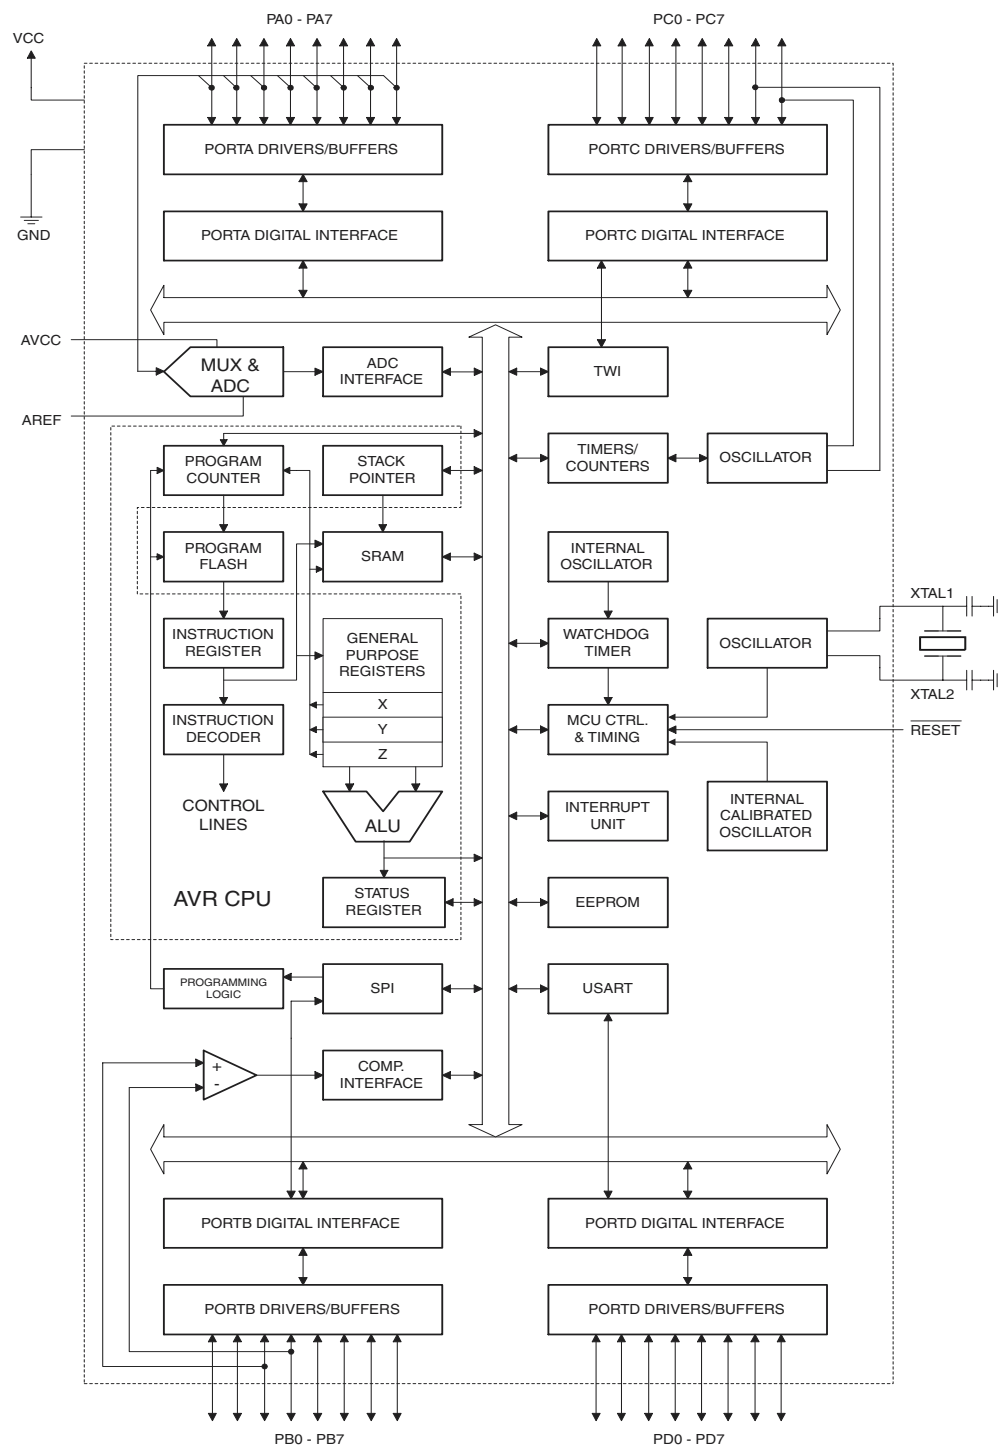 PA0 - PA7
PC0 - PC7
VCC
PORTA DRIVERS/BUFFERS
PORTC DRIVERS/BUFFERS
GND
PORTA DIGITAL INTERFACE
PORTC DIGITAL INTERFACE
AVCC
MUX &
ADC
ADC
INTERFACE
TWI
AREF
PROGRAM
COUNTER
STACK
POINTER
TIMERS/
COUNTERS
OSCILLATOR
PROGRAM
FLASH
SRAM
INTERNAL
OSCILLATOR
XTAL1
INSTRUCTION
REGISTER
GENERAL
PURPOSE
REGISTERS
WATCHDOG
TIMER
OSCILLATOR
XTAL2
X
INSTRUCTION
DECODER
Y
MCU CTRL.
& TIMING
RESET
Z
CONTROL
LINES
ALU
INTERRUPT
UNIT
INTERNAL
CALIBRATED
OSCILLATOR
AVR CPU
STATUS
REGISTER
EEPROM
PROGRAMMING
LOGIC
SPI
USART
+
-
COMP.
INTERFACE
PORTB DIGITAL INTERFACE
PORTD DIGITAL INTERFACE
PORTB DRIVERS/BUFFERS
PORTD DRIVERS/BUFFERS
PB0 - PB7
PD0 - PD7